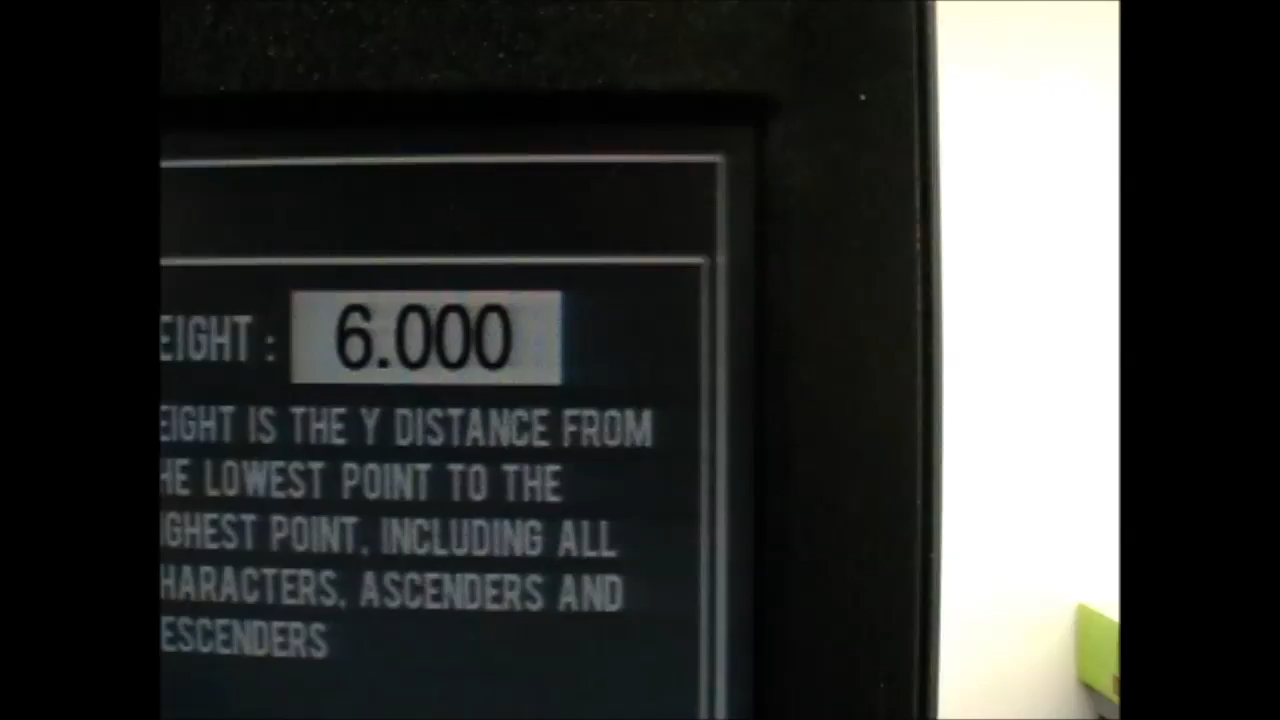 EIGHT : 6.000
EIGHT IS THE Y DISTANCE FROM
HE LOWEST POINT TO THE
IGHEST POINT, INCLUDING ALL
HARACTERS, ASCENDERS AND
ESCENDERS